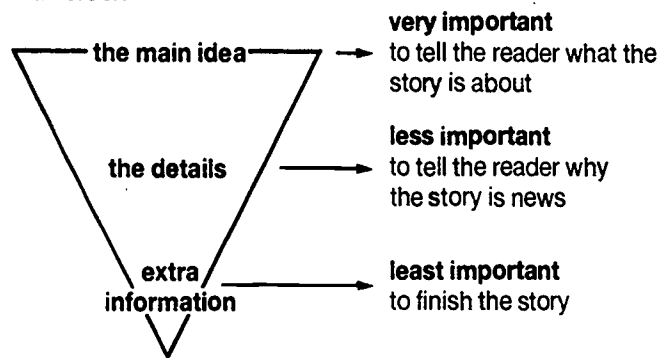 very important
the main idea
to tell the reader what the
story is about
less important
the details
to tell the reader why
the story is news
extra
information
least important
to finish the story